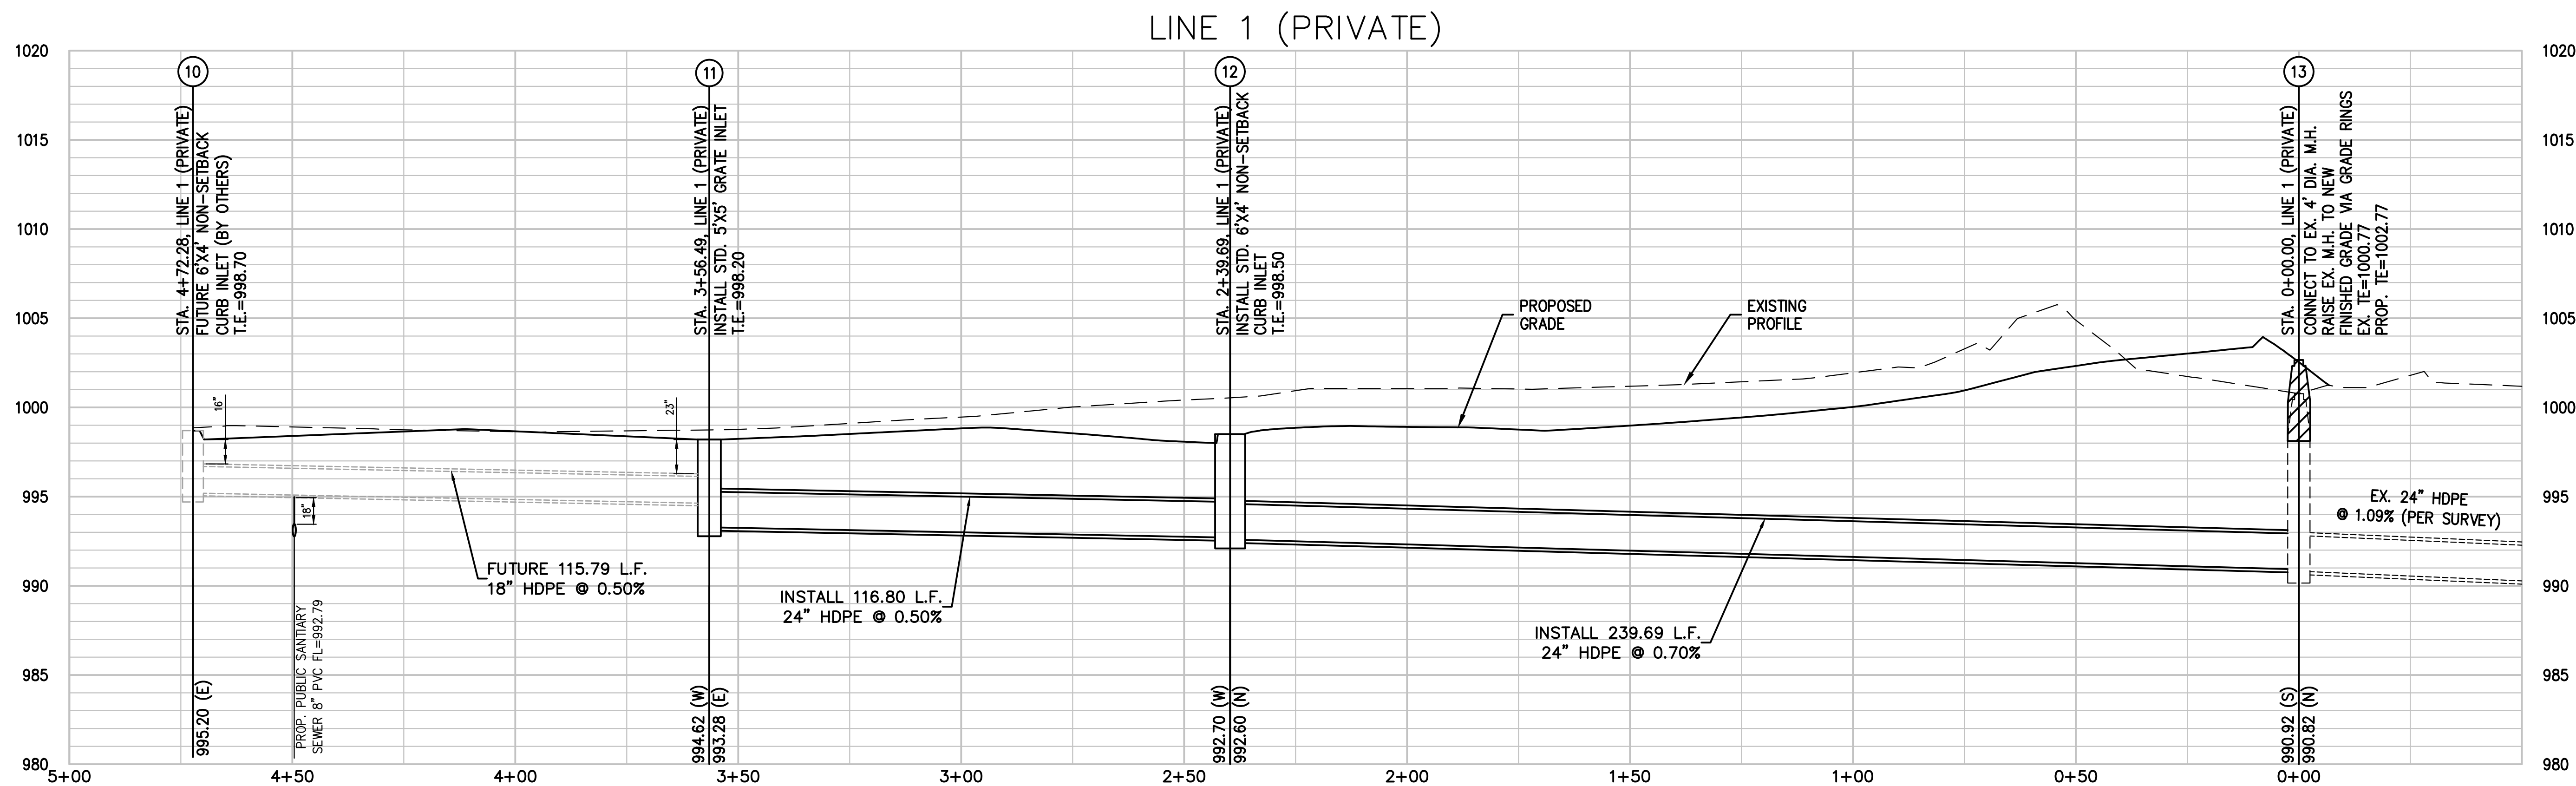 LINE 1 (PRIVATE)
1020
1015
1010
1005
1000
995
990
985
980
10
STA. 4+72.28, LINE 1 (PRIVATE)
FUTURE 6'X4' NON-SETBACK
CURB INLET (BY OTHERS)
T.E.=998.70
11
STA. 3+56.49, LINE 1 (PRIVATE)
INSTALL STD. 5'X5' GRATE INLET
T.E.=998.20
12
STA. 2+39.69, LINE 1 (PRIVATE)
INSTALL STD. 6'X4' NON-SETBACK
CURB INLET
T.E.=998.50
13
STA. 0+00.00, LINE 1 (PRIVATE)
CONNECT TO EX. 4' DIA. M.H.
RAISE EX. M.H. TO NEW
FINISHED GRADE VIA GRADE RINGS
EX. TE=1000.77
PROP. TE=1002.77
PROPOSED
GRADE
EXISTING
PROFILE
16"
23"
18"
EX. 24" HDPE
@ 1.09% (PER SURVEY)
FUTURE 115.79 L.F.
18" HDPE @ 0.50%
INSTALL 116.80 L.F.
24" HDPE @ 0.50%
INSTALL 239.69 L.F.
24" HDPE @ 0.70%
PROP. PUBLIC SANTIARY
SEWER 8" PVC FL=992.79
995.20 (E)
994.62 (W)
993.28 (E)
992.70 (W)
992.60 (N)
990.92 (S)
990.82 (N)
1020
1015
1010
1005
1000
995
990
985
980
5+00 4+50 4+00 3+50 3+00 2+50 2+00 1+50 1+00 0+50 0+00